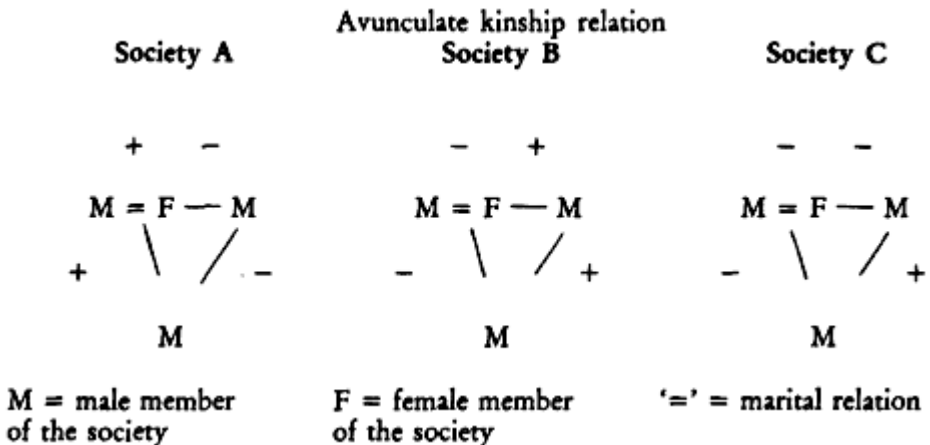 Avunculate kinship relation
Society A Society B Society C
+ − − + − −
M = F — M M = F — M M = F — M
+ − − + − +
M M M
M = male member F = female member '=' = marital relation
of the society of the society